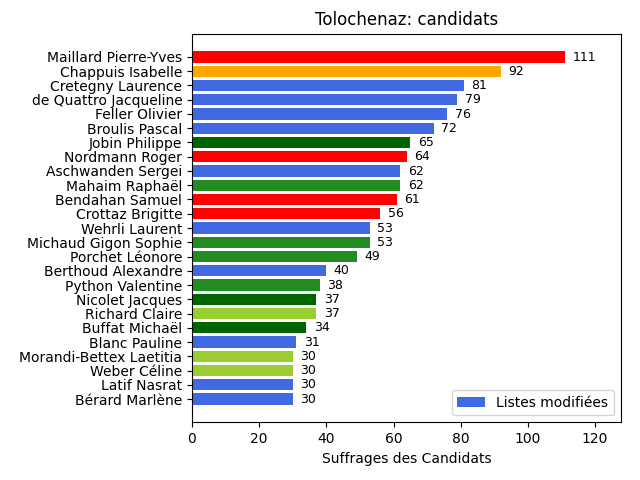 Tolochenaz: candidats
Maillard Pierre-Yves 111
Chappuis Isabelle 92
Cretegny Laurence 81
de Quattro Jacqueline 79
Feller Olivier 76
Broulis Pascal 72
Jobin Philippe 65
Nordmann Roger 64
Aschwanden Sergei 62
Mahaim Raphaël 62
Bendahan Samuel 61
Crottaz Brigitte 56
Wehrli Laurent 53
Michaud Gigon Sophie 53
Porchet Léonore 49
Berthoud Alexandre 40
Python Valentine 38
Nicolet Jacques 37
Richard Claire 37
Buffat Michaël 34
Blanc Pauline 31
Morandi-Bettex Laetitia 30
Weber Céline 30
Latif Nasrat 30
Bérard Marlène 30
Listes modifiées
0 20 40 60 80 100 120
Suffrages des Candidats